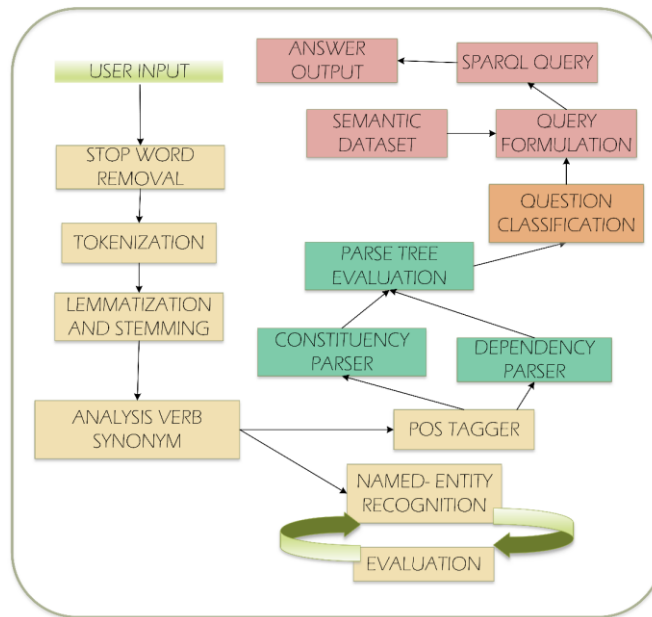 USER INPUT
STOP WORD
REMOVAL
TOKENIZATION
LEMMATIZATION
AND STEMMING
ANALYSIS VERB
SYNONYM
ANSWER
OUTPUT
SPARQL QUERY
SEMANTIC
DATASET
QUERY
FORMULATION
QUESTION
CLASSIFICATION
PARSE TREE
EVALUATION
CONSTITUENCY
PARSER
DEPENDENCY
PARSER
POS TAGGER
NAMED- ENTITY
RECOGNITION
EVALUATION